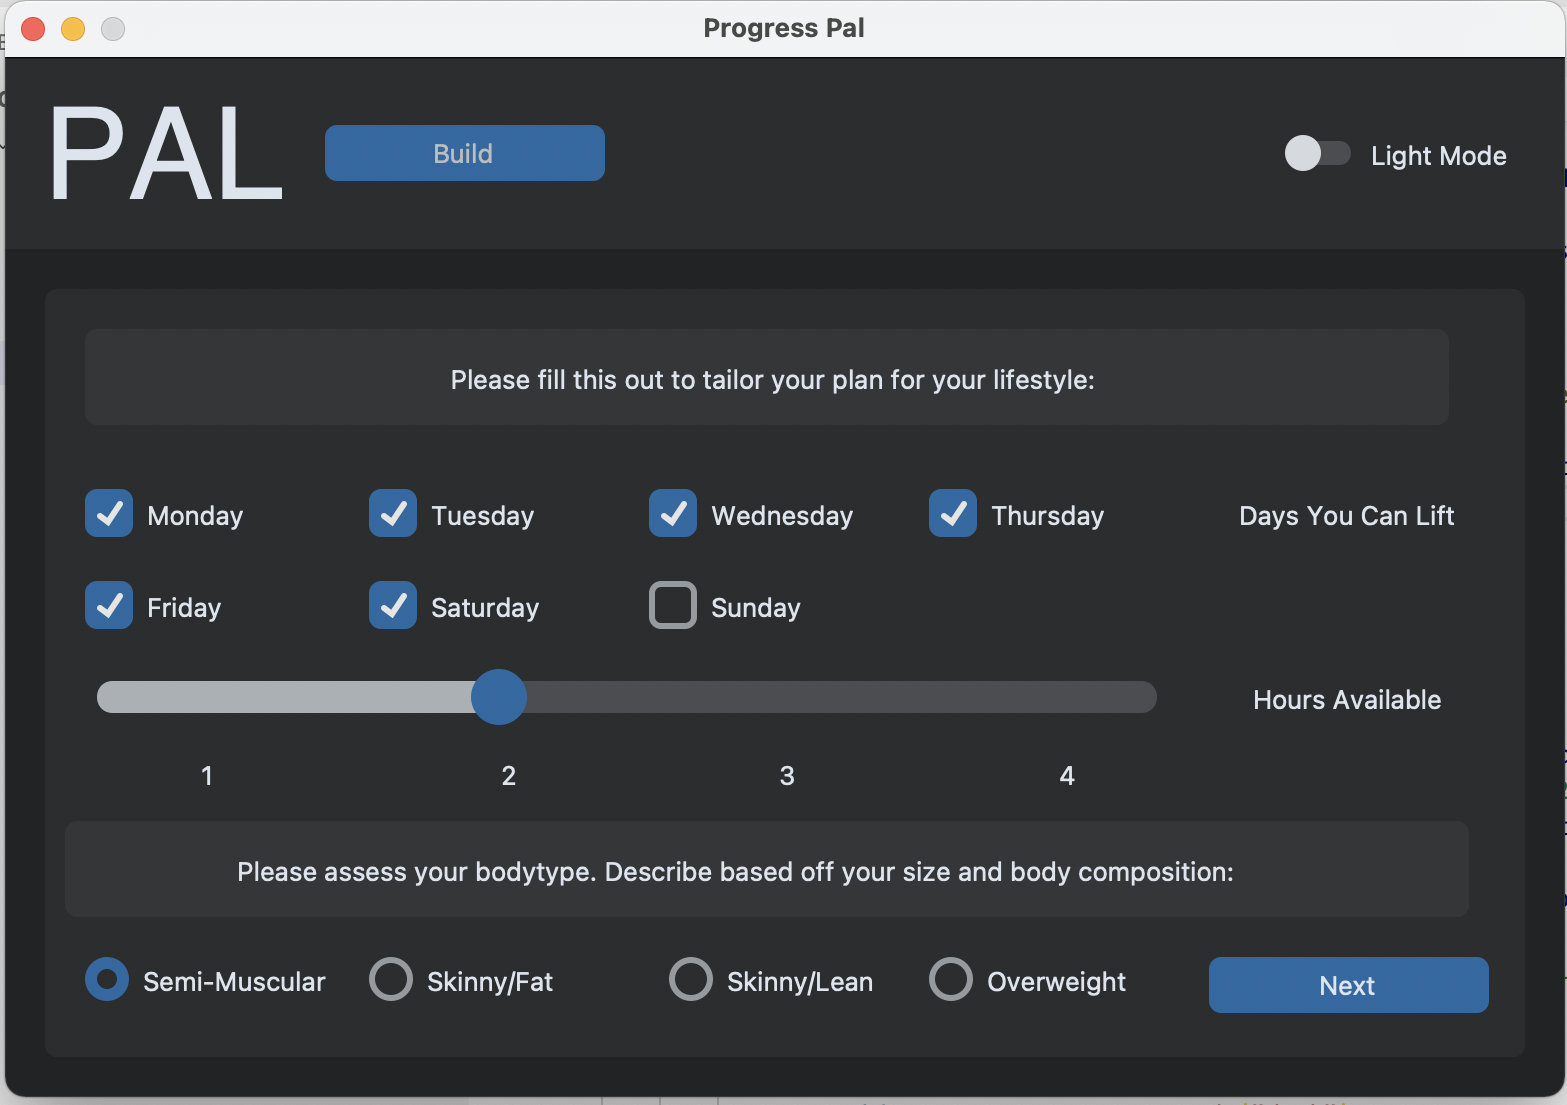 Progress Pal
PAL
Build
Light Mode
Please fill this out to tailor your plan for your lifestyle:
Monday Tuesday Wednesday Thursday Days You Can Lift
Friday Saturday Sunday
Hours Available
1 2 3 4
Please assess your bodytype. Describe based off your size and body composition:
Semi-Muscular Skinny/Fat Skinny/Lean Overweight Next